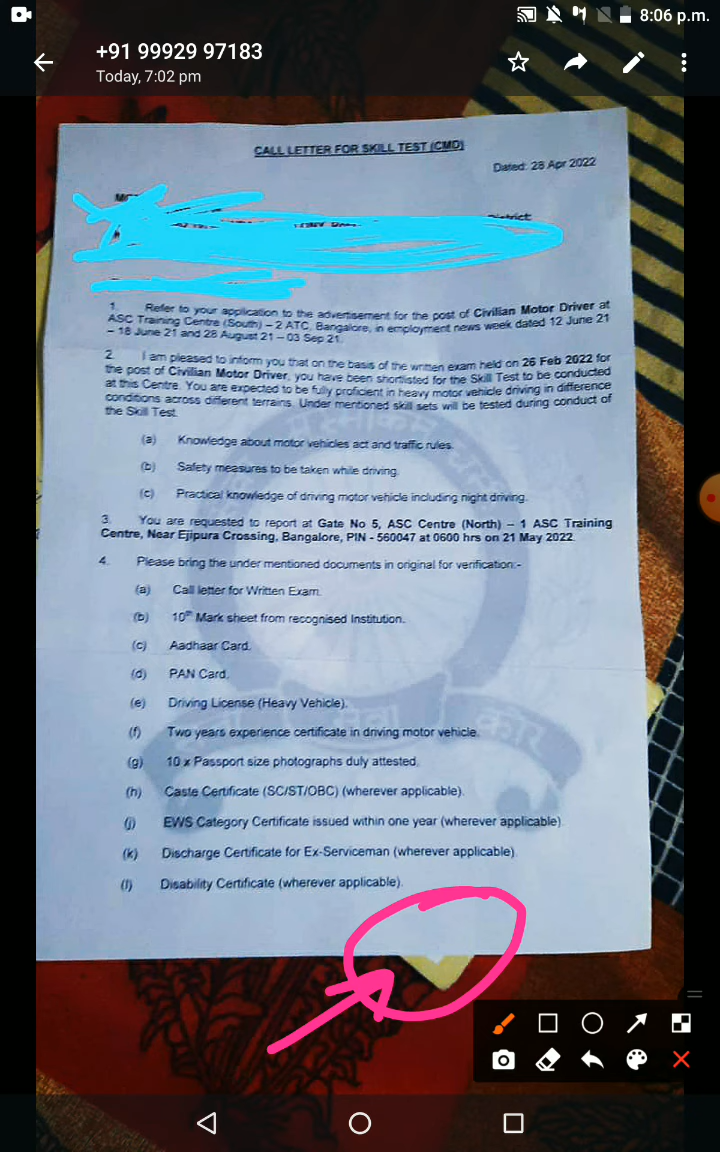 8:06 p.m.
+91 99929 97183
Today, 7:02 pm
CALL LETTER FOR SKILL TEST (CMD)
Dated: 28 Apr 2022
District:
1. Refer to your application to the advertisement for the post of Civilian Motor Driver at
ASC Training Centre (South) – 2 ATC, Bangalore, in employment news week dated 12 June 21
– 18 June 21 and 28 August 21 – 03 Sep 21.
2. I am pleased to inform you that on the basis of the written exam held on 26 Feb 2022 for
the post of Civilian Motor Driver, you have been shortlisted for the Skill Test to be conducted
at this Centre. You are expected to be fully proficient in heavy motor vehicle driving in difference
conditions across different terrains. Under mentioned skill sets will be tested during conduct of
the Skill Test.
(a) Knowledge about motor vehicles act and traffic rules.
(b) Safety measures to be taken while driving.
(c) Practical knowledge of driving motor vehicle including night driving.
3. You are requested to report at Gate No 5, ASC Centre (North) – 1 ASC Training
Centre, Near Ejipura Crossing, Bangalore, PIN - 560047 at 0600 hrs on 21 May 2022.
4. Please bring the under mentioned documents in original for verification:-
(a) Call letter for Written Exam.
(b) 10th Mark sheet from recognised Institution.
(c) Aadhaar Card.
(d) PAN Card.
(e) Driving License (Heavy Vehicle).
(f) Two years experience certificate in driving motor vehicle.
(g) 10 x Passport size photographs duly attested.
(h) Caste Certificate (SC/ST/OBC) (wherever applicable).
(j) EWS Category Certificate issued within one year (wherever applicable)
(k) Discharge Certificate for Ex-Serviceman (wherever applicable)
(l) Disability Certificate (wherever applicable).